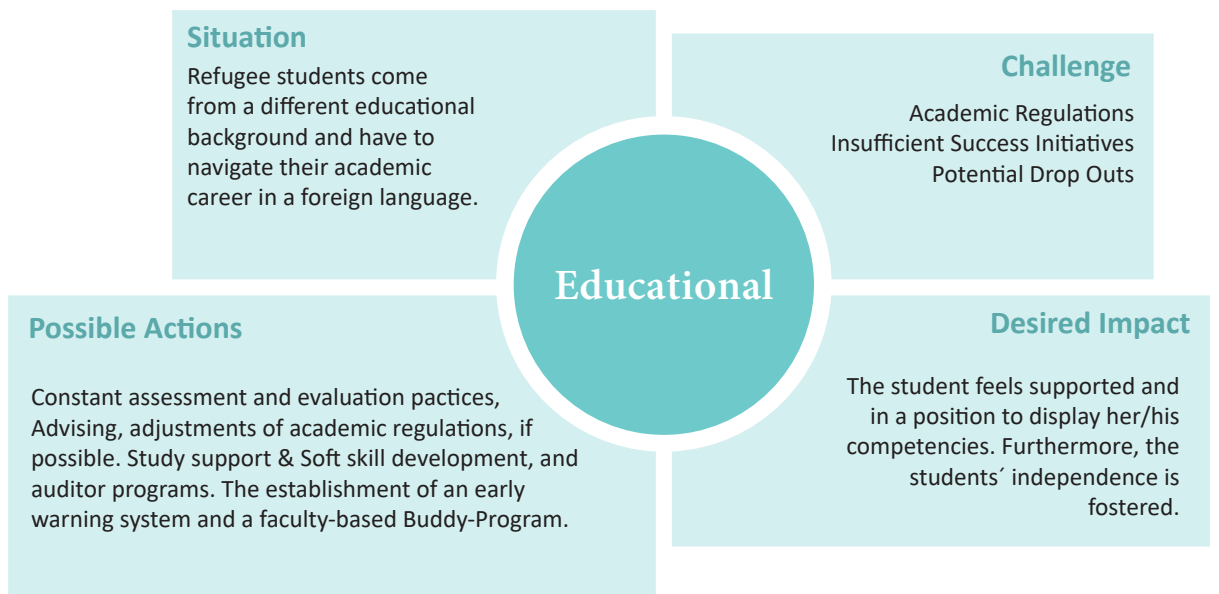 Situation
Refugee students come
from a different educational
background and have to
navigate their academic
career in a foreign language.
Challenge
Academic Regulations
Insufficient Success Initiatives
Potential Drop Outs
Educational
Possible Actions
Constant assessment and evaluation pactices,
Advising, adjustments of academic regulations, if
possible. Study support & Soft skill development, and
auditor programs. The establishment of an early
warning system and a faculty-based Buddy-Program.
Desired Impact
The student feels supported and
in a position to display her/his
competencies. Furthermore, the
students´ independence is
fostered.